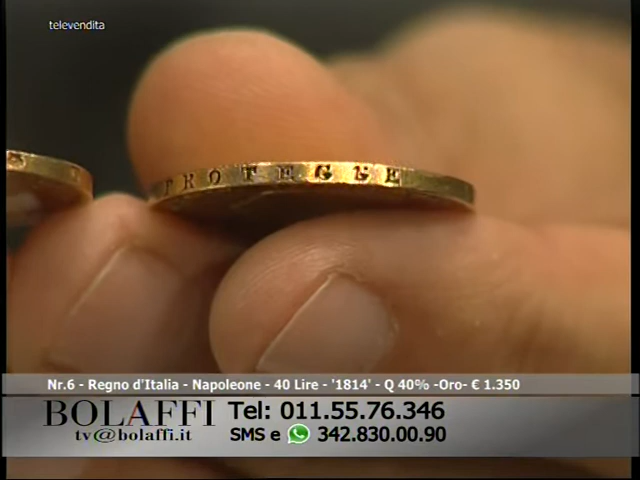 televendita
PROTEGGE
Nr.6 - Regno d'Italia - Napoleone - 40 Lire - '1814' - Q 40% -Oro- € 1.350
BOLAFFI
tv@bolaffi.it
Tel: 011.55.76.346
SMS e 342.830.00.90